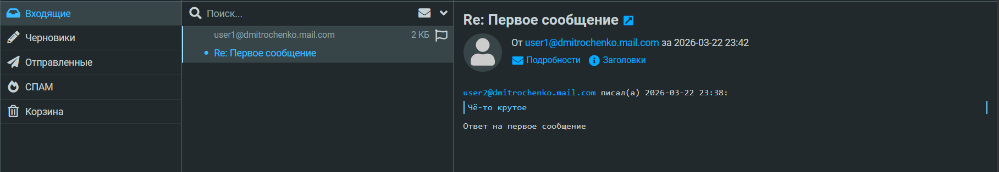 Входящие
Черновики
Отправленные
СПАМ
Корзина
Поиск...
user1@dmitrochenko.mail.com 2 КБ
Re: Первое сообщение
Re: Первое сообщение
От user1@dmitrochenko.mail.com за 2026-03-22 23:42
Подробности Заголовки
user2@dmitrochenko.mail.com писал(а) 2026-03-22 23:38:
Чё-то крутое
Ответ на первое сообщение